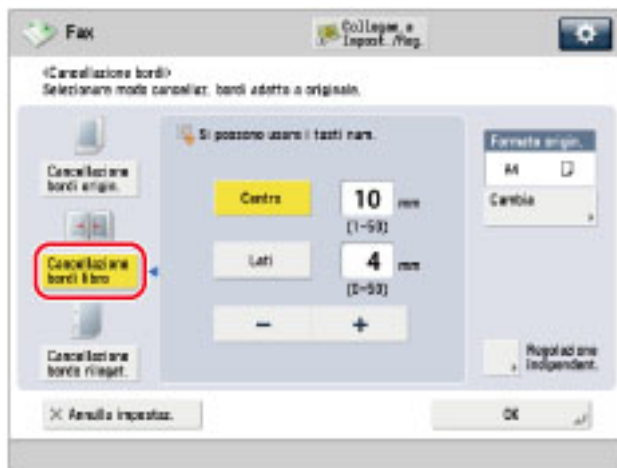 Fax
Collegam. a
Impost./Reg.
<Cancellazione bordi>
Selezionare modo cancellaz. bordi adatto a originale.
Si possono usare i tasti num.
Cancellazione
bordi origin.
Cancellazione
bordi libro
Cancellazione
bordo rilegat.
Centro
10 mm
(1-50)
Lati
4 mm
(0-50)
- +
Formato origin.
A4
Cambia
Regolazione
indipendent.
Annulla impostaz.
OK